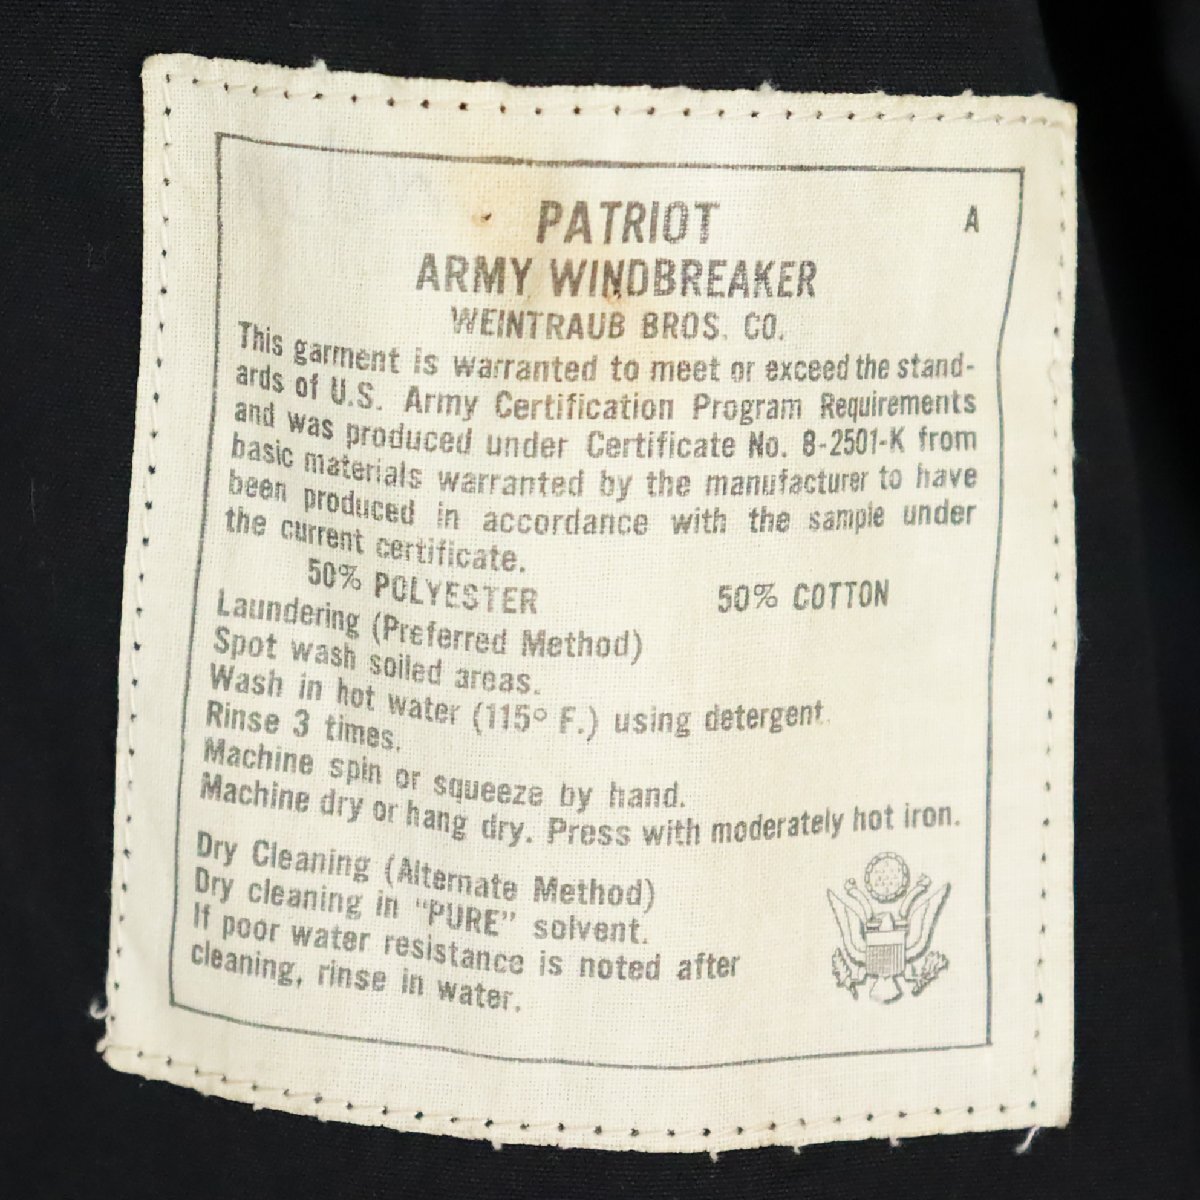 PATRIOT
A
ARMY WINDBREAKER
WEINTRAUB BROS. CO.
This garment is warranted to meet or exceed the stand-
ards of U.S. Army Certification Program Requirements
and was produced under Certificate No. 8-2501-K from
basic materials warranted by the manufacturer to have
been produced in accordance with the sample under
the current certificate.
50% POLYESTER 50% COTTON
Laundering (Preferred Method)
Spot wash soiled areas.
Wash in hot water (115° F.) using detergent.
Rinse 3 times.
Machine spin or squeeze by hand.
Machine dry or hang dry. Press with moderately hot iron.
Dry Cleaning (Alternate Method)
Dry cleaning in "PURE" solvent.
If poor water resistance is noted after
cleaning, rinse in water.